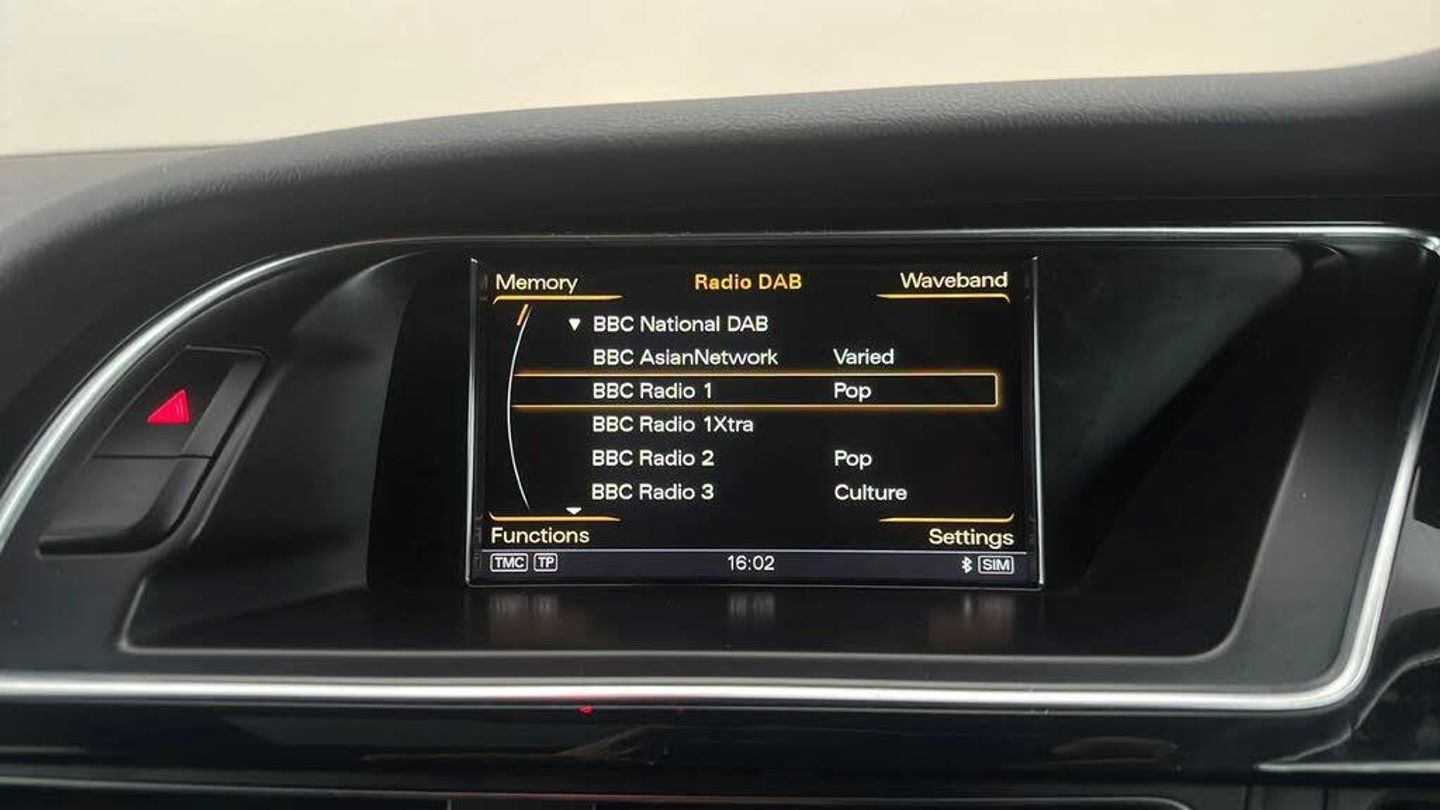 Memory Radio DAB Waveband
BBC National DAB
BBC AsianNetwork Varied
BBC Radio 1 Pop
BBC Radio 1Xtra
BBC Radio 2 Pop
BBC Radio 3 Culture
Functions Settings
TMC TP 16:02 SIM